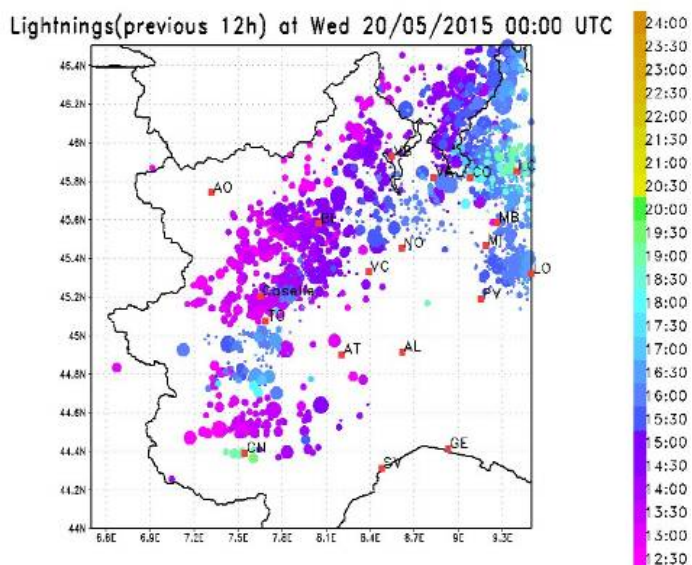 Lightnings(previous 12h) at Wed 20/05/2015 00:00 UTC
24:00
23:30
23:00
22:30
22:00
21:30
21:00
20:30
20:00
19:30
19:00
18:30
18:00
17:30
17:00
16:30
16:00
15:30
15:00
14:30
14:00
13:30
13:00
12:30
46.4N
46.2N
46N
45.8N
45.6N
45.4N
45.2N
45N
44.8N
44.6N
44.4N
44.2N
44N
AO
VB
VA
CO
LC
BI
NO
MB
MI
VC
LO
Caselle
PV
TO
AT
AL
CN
SV
GE
6.6E 6.9E 7.2E 7.5E 7.8E 8.1E 8.4E 8.7E 9E 9.3E